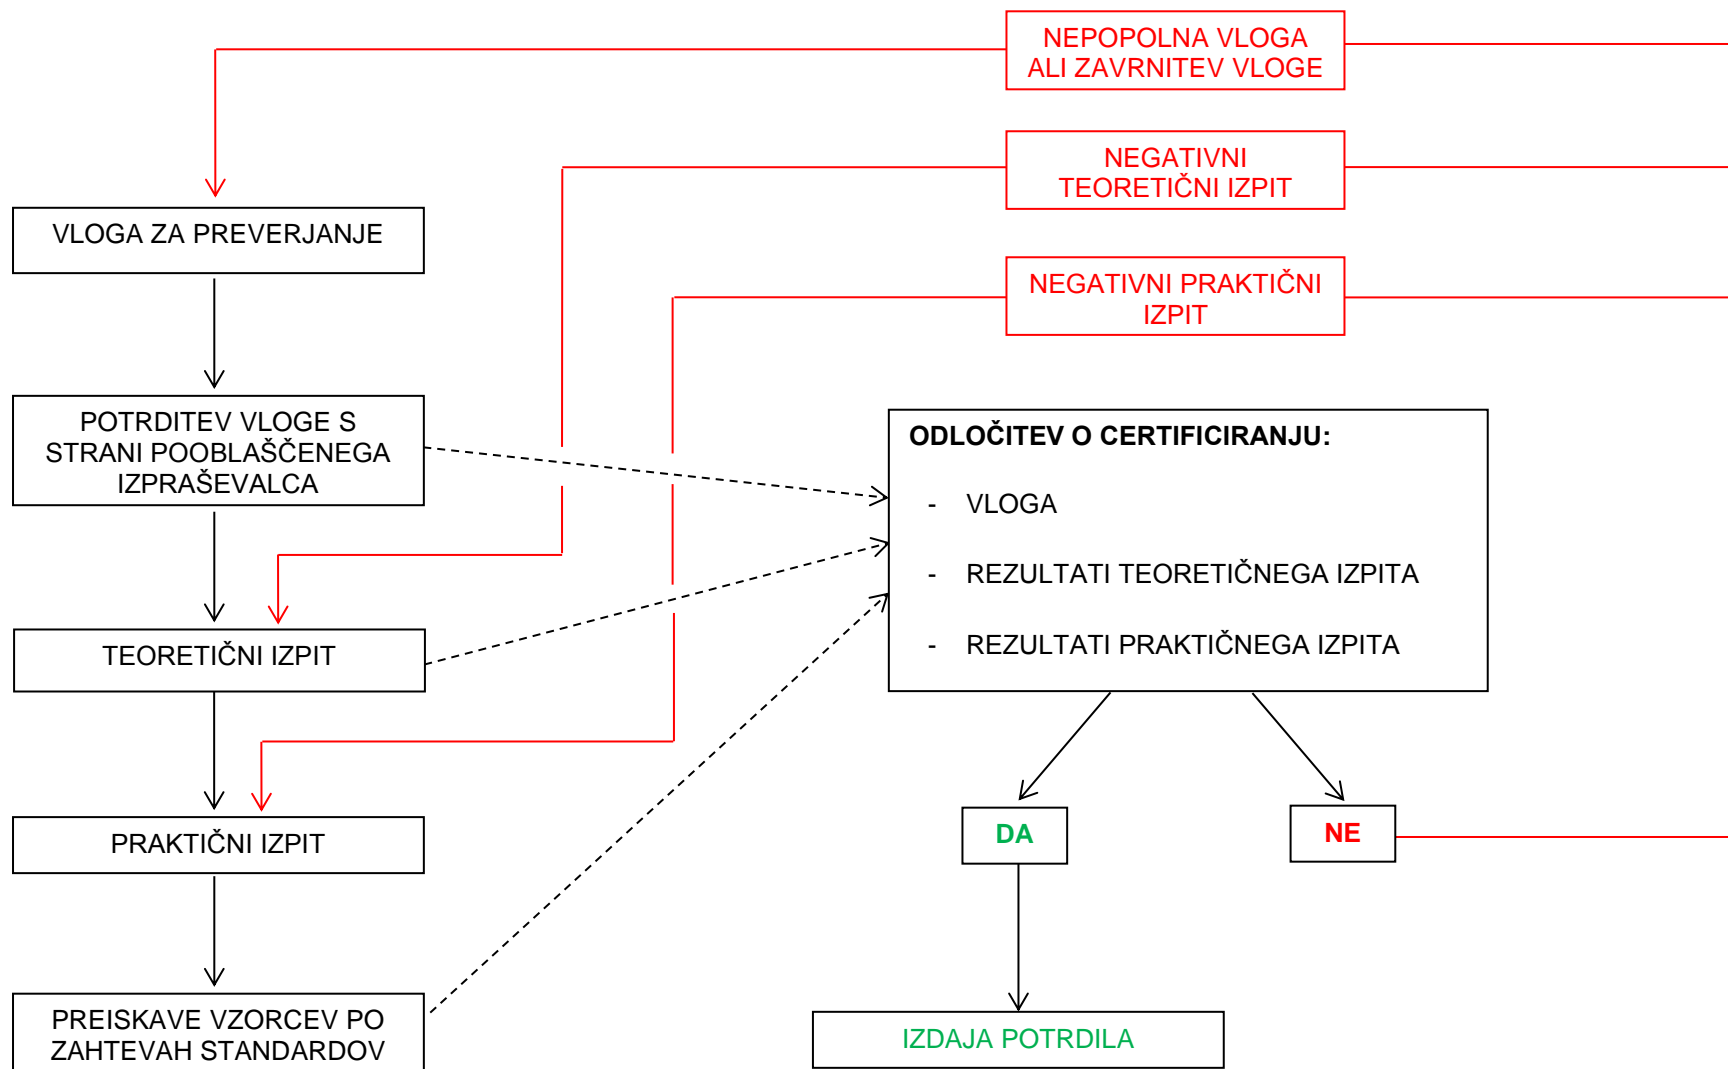 NEPOPOLNA VLOGA
ALI ZAVRNITEV VLOGE
NEGATIVNI
TEORETIČNI IZPIT
NEGATIVNI PRAKTIČNI
IZPIT
VLOGA ZA PREVERJANJE
POTRDITEV VLOGE S
STRANI POOBLAŠČENEGA
IZPRAŠEVALCA
TEORETIČNI IZPIT
PRAKTIČNI IZPIT
PREISKAVE VZORCEV PO
ZAHTEVAH STANDARDOV
ODLOČITEV O CERTIFICIRANJU:
- VLOGA
- REZULTATI TEORETIČNEGA IZPITA
- REZULTATI PRAKTIČNEGA IZPITA
DA
NE
IZDAJA POTRDILA